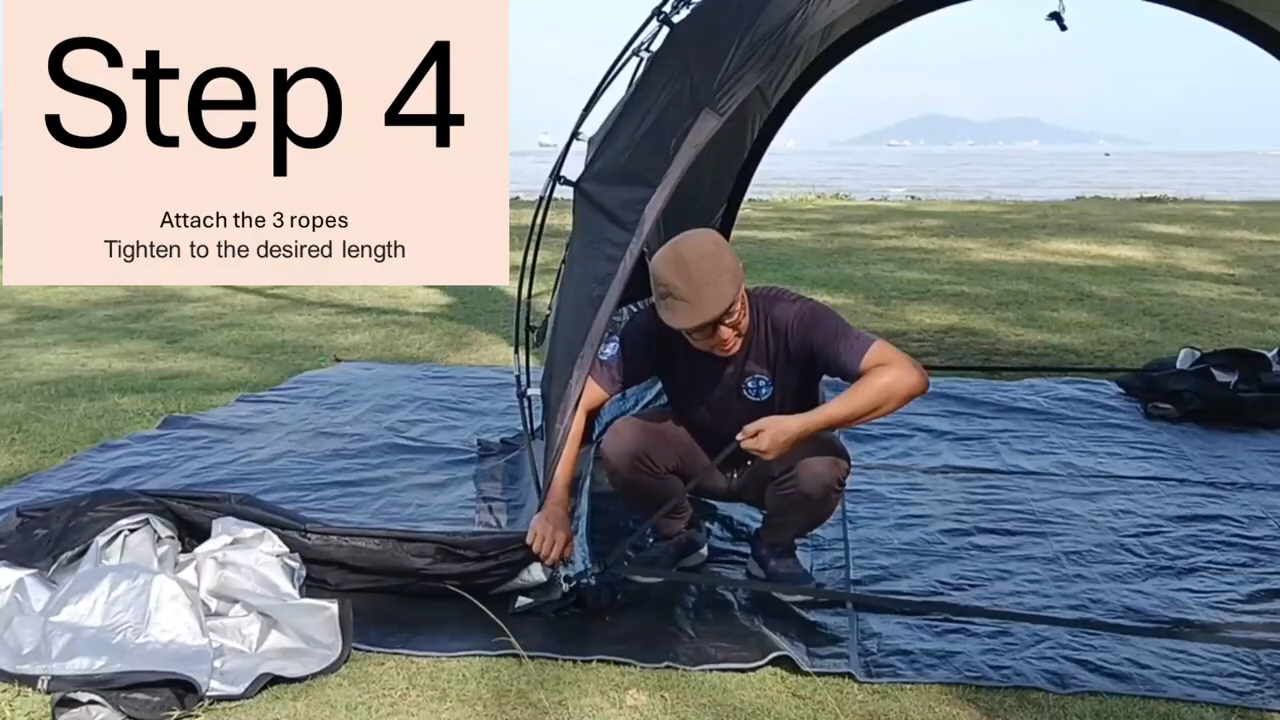 Step 4
Attach the 3 ropes
Tighten to the desired length